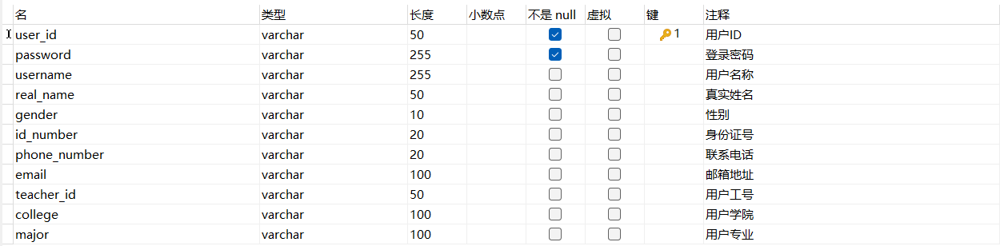 名 类型 长度 小数点 不是 null 虚拟 键 注释
user_id varchar 50 1 用户ID
password varchar 255 登录密码
username varchar 255 用户名称
real_name varchar 50 真实姓名
gender varchar 10 性别
id_number varchar 20 身份证号
phone_number varchar 20 联系电话
email varchar 100 邮箱地址
teacher_id varchar 50 用户工号
college varchar 100 用户学院
major varchar 100 用户专业